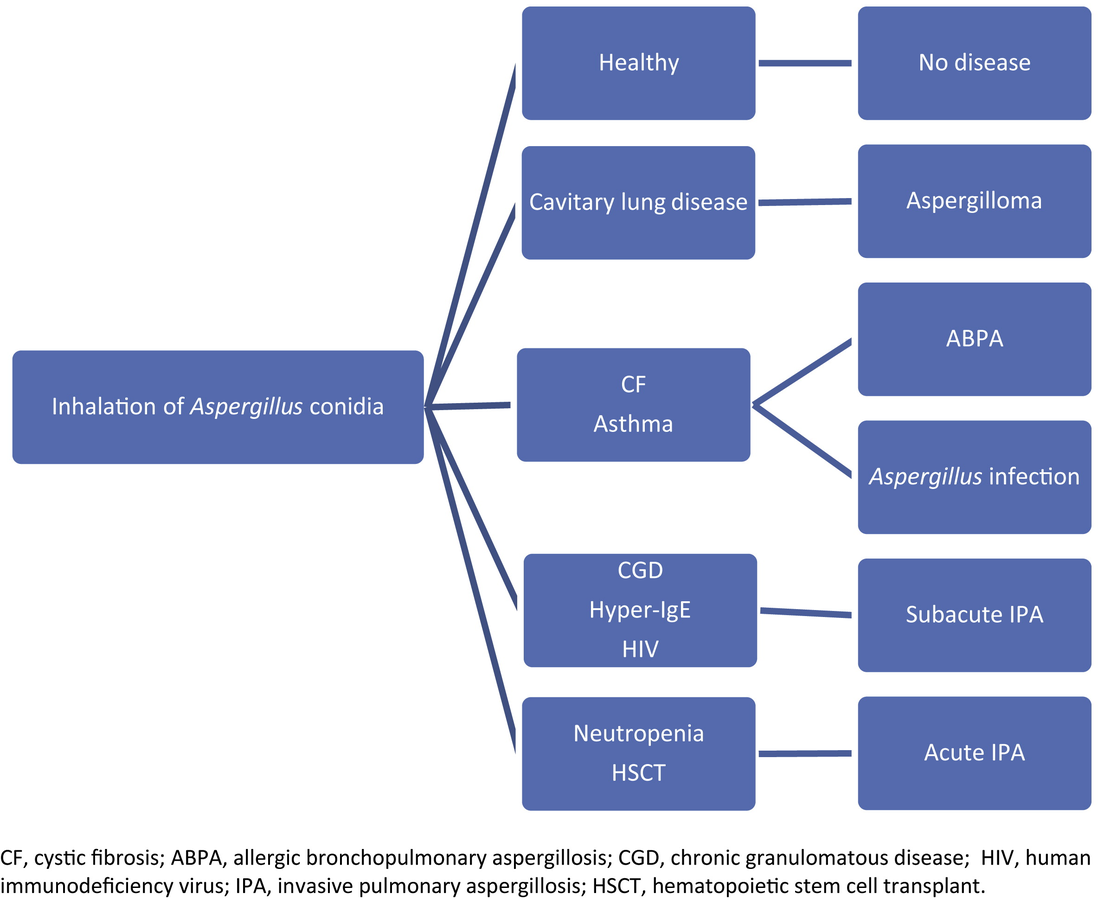 Healthy
No disease
Cavitary lung disease
Aspergilloma
ABPA
Inhalation of Aspergillus conidia
CF
Asthma
Aspergillus infection
CGD
Hyper-IgE
HIV
Subacute IPA
Neutropenia
HSCT
Acute IPA
CF, cystic fibrosis; ABPA, allergic bronchopulmonary aspergillosis; CGD, chronic granulomatous disease;  HIV, human
immunodeficiency virus; IPA, invasive pulmonary aspergillosis; HSCT, hematopoietic stem cell transplant.